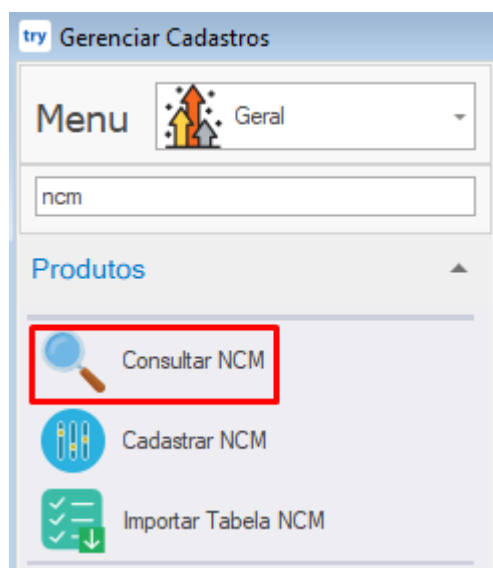 try Gerenciar Cadastros
Menu Geral
ncm
Produtos
Consultar NCM
Cadastrar NCM
Importar Tabela NCM